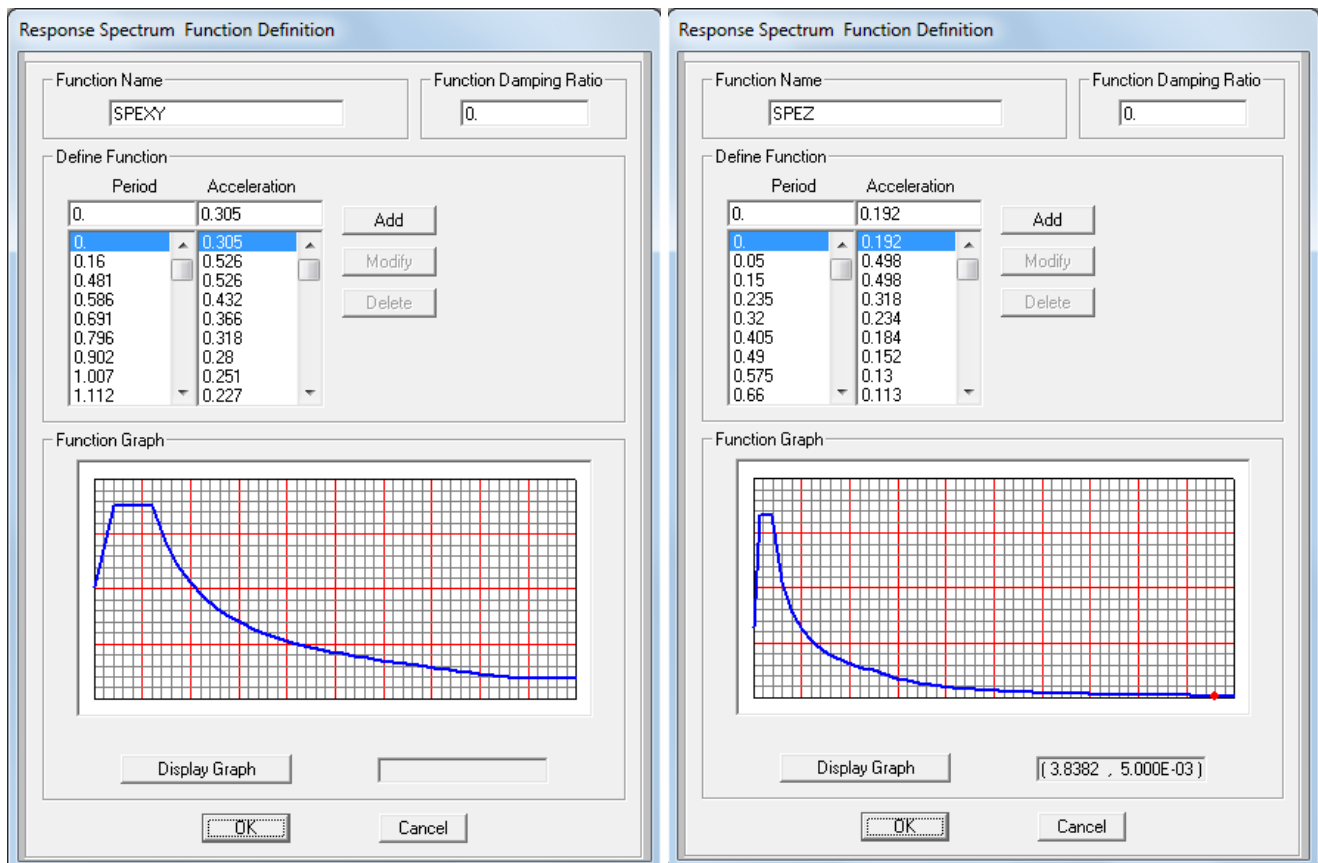 Response Spectrum Function Definition
Function Name
Function Damping Ratio
SPEXY
0.
Define Function
Period Acceleration
0. 0.305
Add
0. 0.305
0.16 0.526
Modify
0.481 0.526
0.586 0.432
Delete
0.691 0.366
0.796 0.318
0.902 0.28
1.007 0.251
1.112 0.227
Function Graph
Display Graph
OK
Cancel
Response Spectrum Function Definition
Function Name
Function Damping Ratio
SPEZ
0.
Define Function
Period Acceleration
0. 0.192
Add
0. 0.192
0.05 0.498
Modify
0.15 0.498
0.235 0.318
Delete
0.32 0.234
0.405 0.184
0.49 0.152
0.575 0.13
0.66 0.113
Function Graph
Display Graph
( 3.8382 , 5.000E-03 )
OK
Cancel